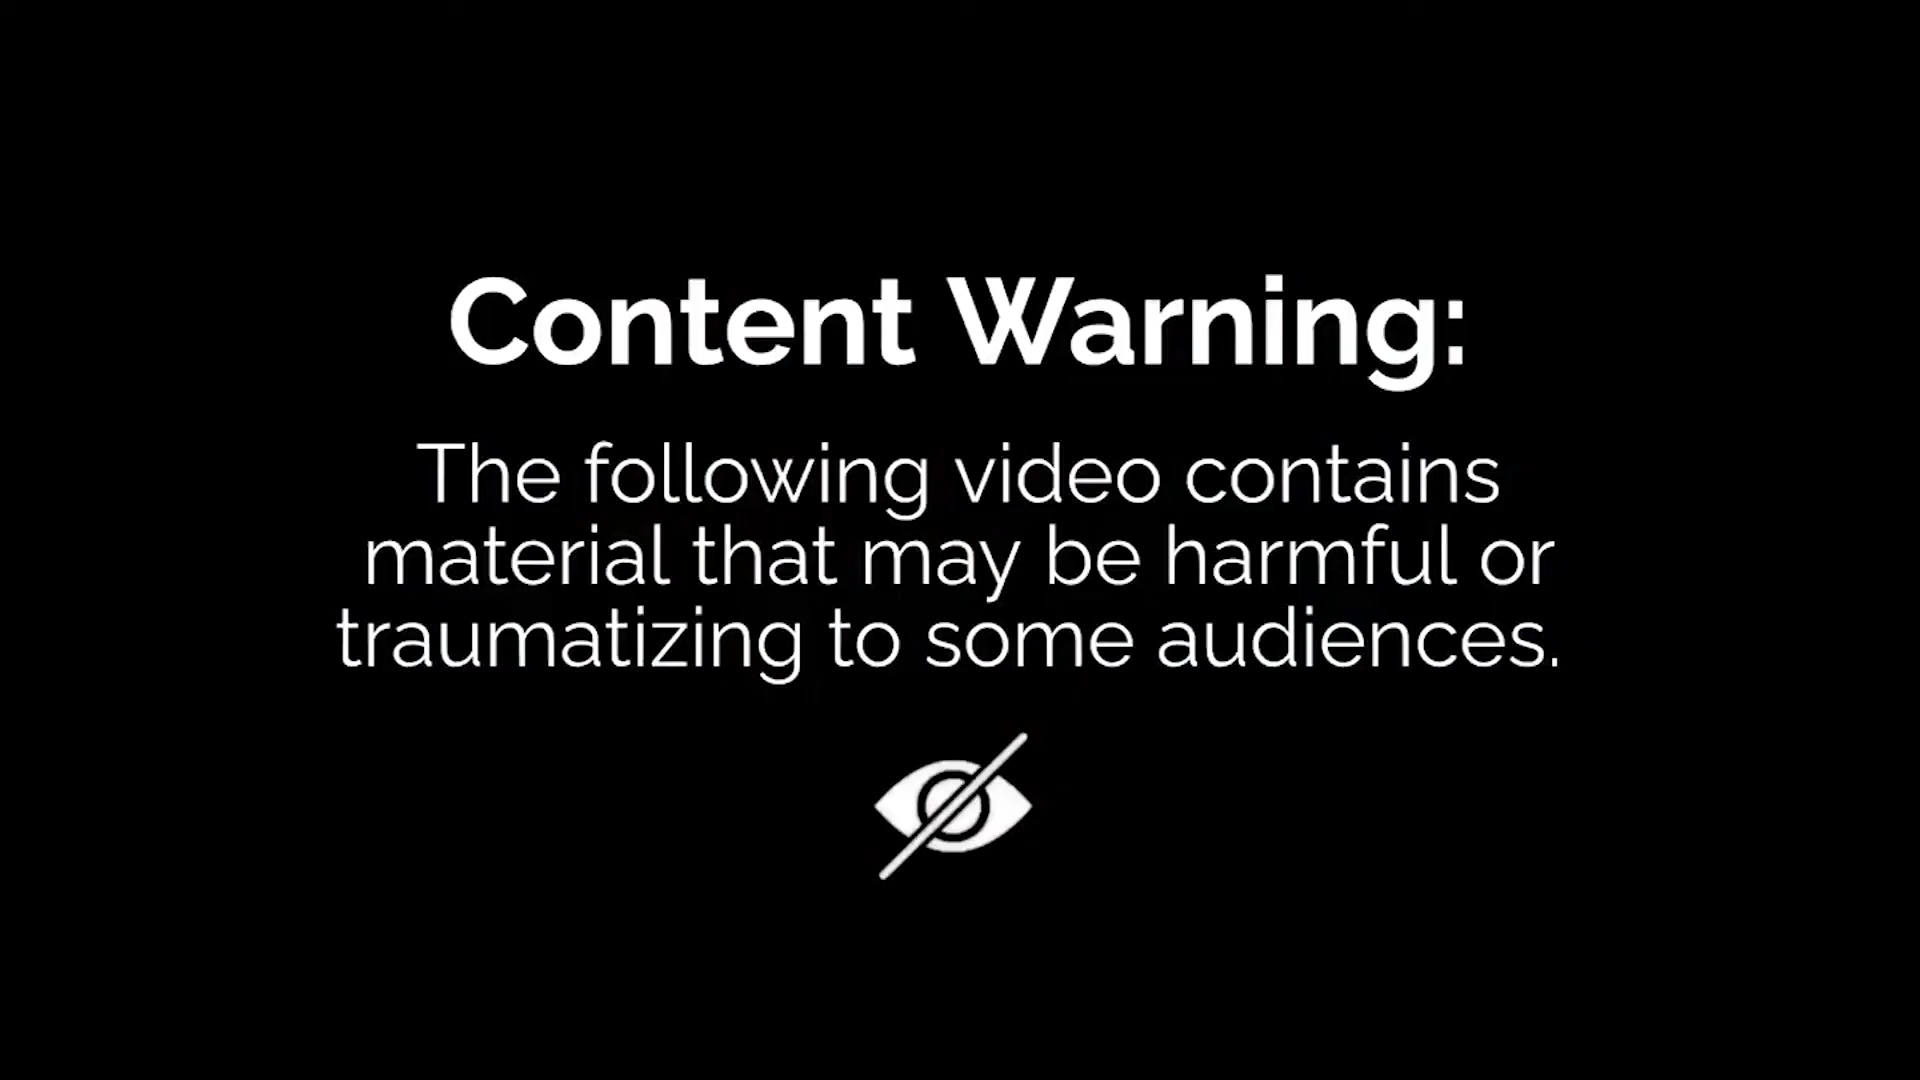 Content Warning:
The following video contains
material that may be harmful or
traumatizing to some audiences.